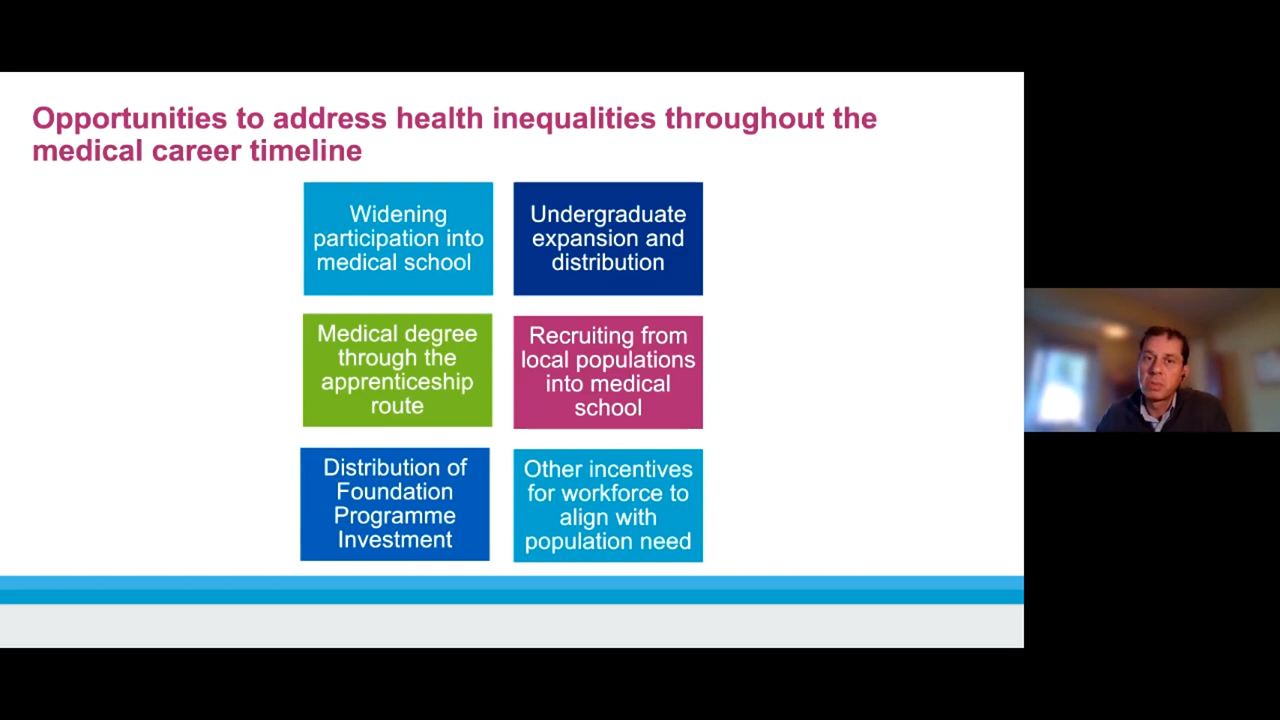 Opportunities to address health inequalities throughout the
medical career timeline
Widening
participation into
medical school
Undergraduate
expansion and
distribution
Medical degree
through the
apprenticeship
route
Recruiting from
local populations
into medical
school
Distribution of
Foundation
Programme
Investment
Other incentives
for workforce to
align with
population need